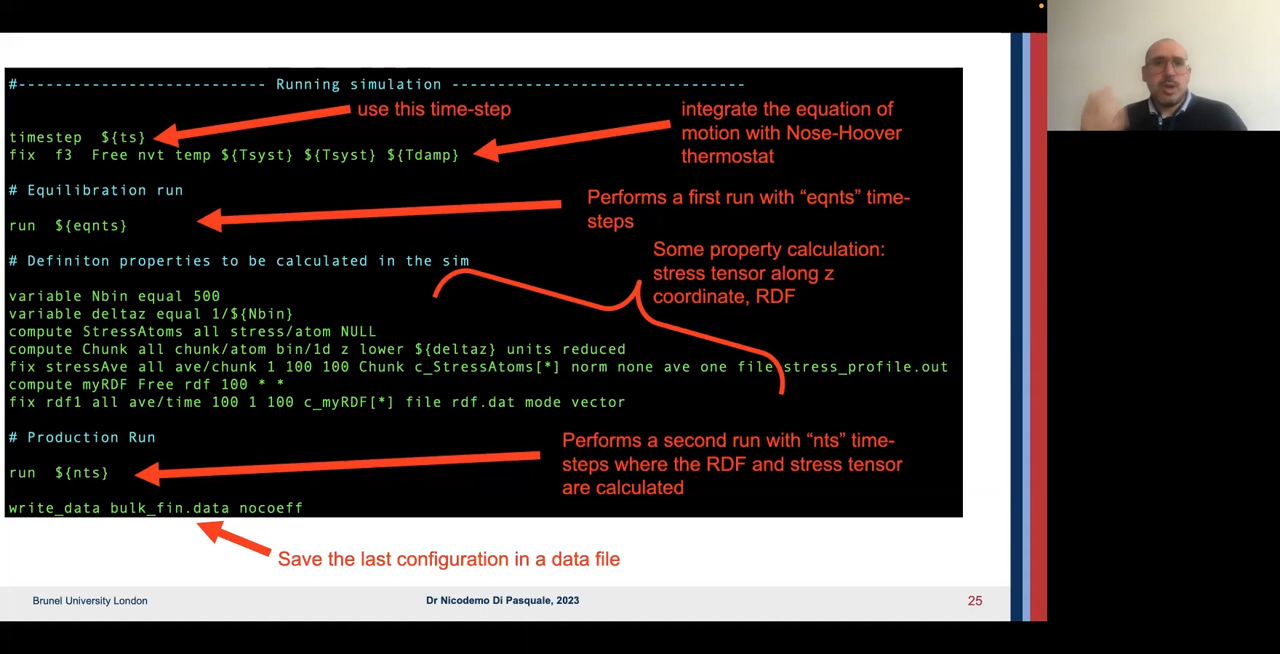 #-------------------------- Running simulation ---------------------------------
use this time-step
integrate the equation of
motion with Nose-Hoover
thermostat
timestep ${ts}
fix f3 Free nvt temp ${Tsyst} ${Tsyst} ${Tdamp}
# Equilibration run
Performs a first run with “eqnts” time-
steps
run ${eqnts}
# Definiton properties to be calculated in the sim
Some property calculation:
stress tensor along z
coordinate, RDF
variable Nbin equal 500
variable deltaz equal 1/${Nbin}
compute StressAtoms all stress/atom NULL
compute Chunk all chunk/atom bin/1d z lower ${deltaz} units reduced
fix stressAve all ave/chunk 1 100 100 Chunk c_StressAtoms[*] norm none ave one file stress_profile.out
compute myRDF Free rdf 100 * *
fix rdf1 all ave/time 100 1 100 c_myRDF[*] file rdf.dat mode vector
# Production Run
Performs a second run with “nts” time-
steps where the RDF and stress tensor
are calculated
run ${nts}
write_data bulk_fin.data nocoeff
Save the last configuration in a data file
Brunel University London
Dr Nicodemo Di Pasquale, 2023
25